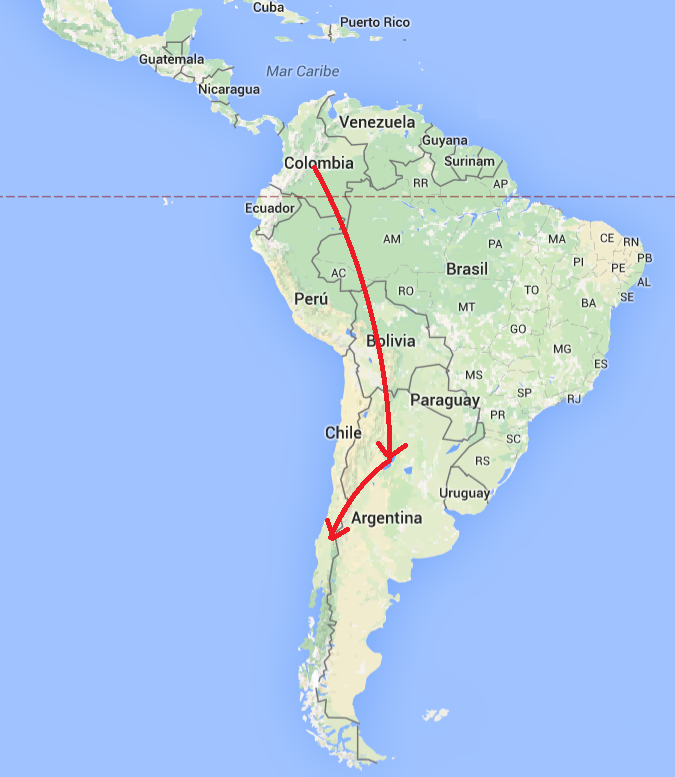 Cuba
Puerto Rico
Guatemala
Mar Caribe
Nicaragua
Venezuela
Guyana
Surinam
Colombia
RR
AP
Ecuador
AM
PA
MA
CE
RN
PB
PI
PE
AL
AC
Brasil
TO
SE
Perú
RO
MT
BA
GO
Bolivia
MG
ES
MS
SP
RJ
Paraguay
PR
Chile
SC
RS
Uruguay
Argentina